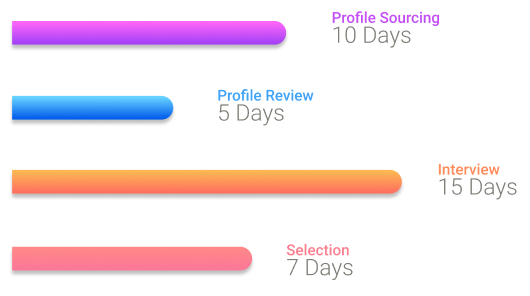 Profile Sourcing
10 Days
Profile Review
5 Days
Interview
15 Days
Selection
7 Days